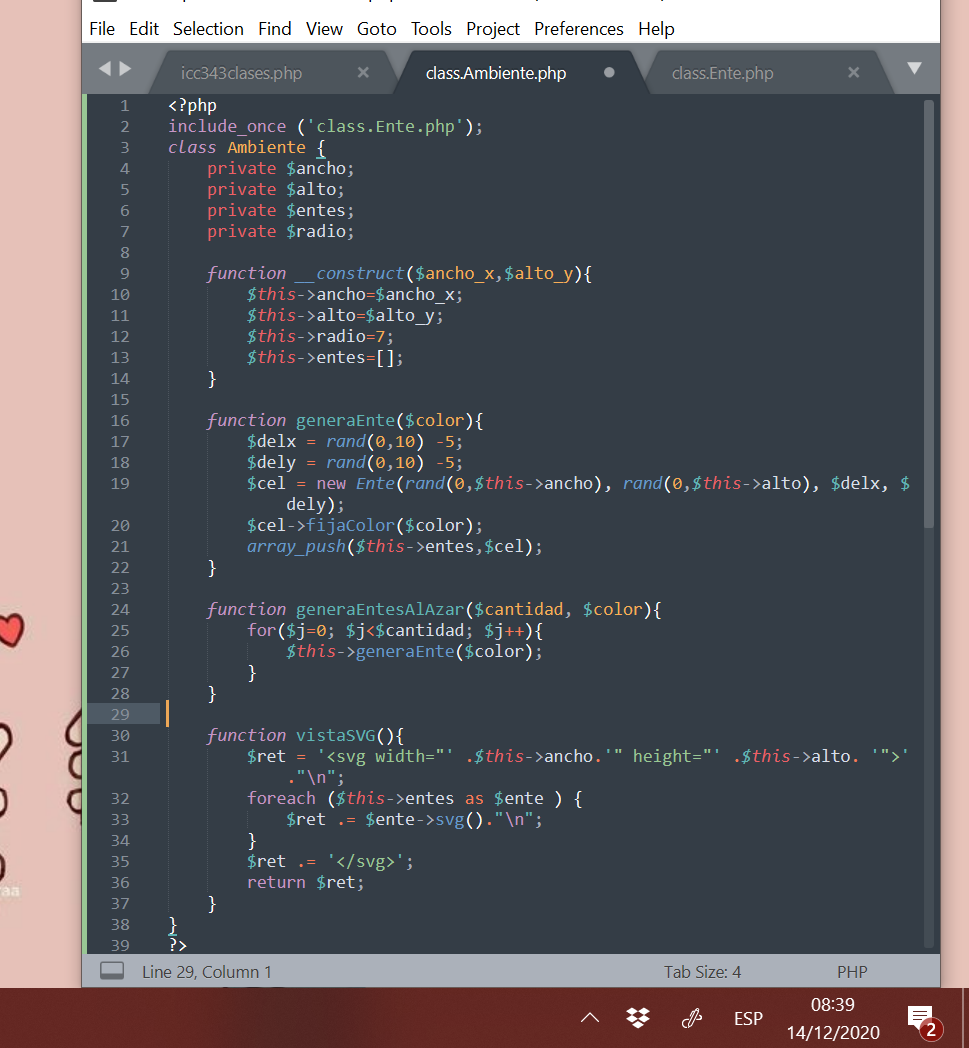 File Edit Selection Find View Goto Tools Project Preferences Help
icc343clases.php × class.Ambiente.php class.Ente.php ×
1 <?php
2 include_once ('class.Ente.php');
3 class Ambiente {
4     private $ancho;
5     private $alto;
6     private $entes;
7     private $radio;
8
9     function __construct($ancho_x,$alto_y){
10         $this->ancho=$ancho_x;
11         $this->alto=$alto_y;
12         $this->radio=7;
13         $this->entes=[];
14     }
15
16     function generaEnte($color){
17         $delx = rand(0,10) -5;
18         $dely = rand(0,10) -5;
19         $cel = new Ente(rand(0,$this->ancho), rand(0,$this->alto), $delx, $
dely);
20         $cel->fijaColor($color);
21         array_push($this->entes,$cel);
22     }
23
24     function generaEntesAlAzar($cantidad, $color){
25         for($j=0; $j<$cantidad; $j++){
26             $this->generaEnte($color);
27         }
28     }
29
30     function vistaSVG(){
31         $ret = '<svg width="' .$this->ancho.'" height="' .$this->alto. '">'
."\n";
32         foreach ($this->entes as $ente ) {
33             $ret .= $ente->svg()."\n";
34         }
35         $ret .= '</svg>';
36         return $ret;
37     }
38 }
39 ?>
Line 29, Column 1 Tab Size: 4 PHP
ESP 08:39
14/12/2020 2